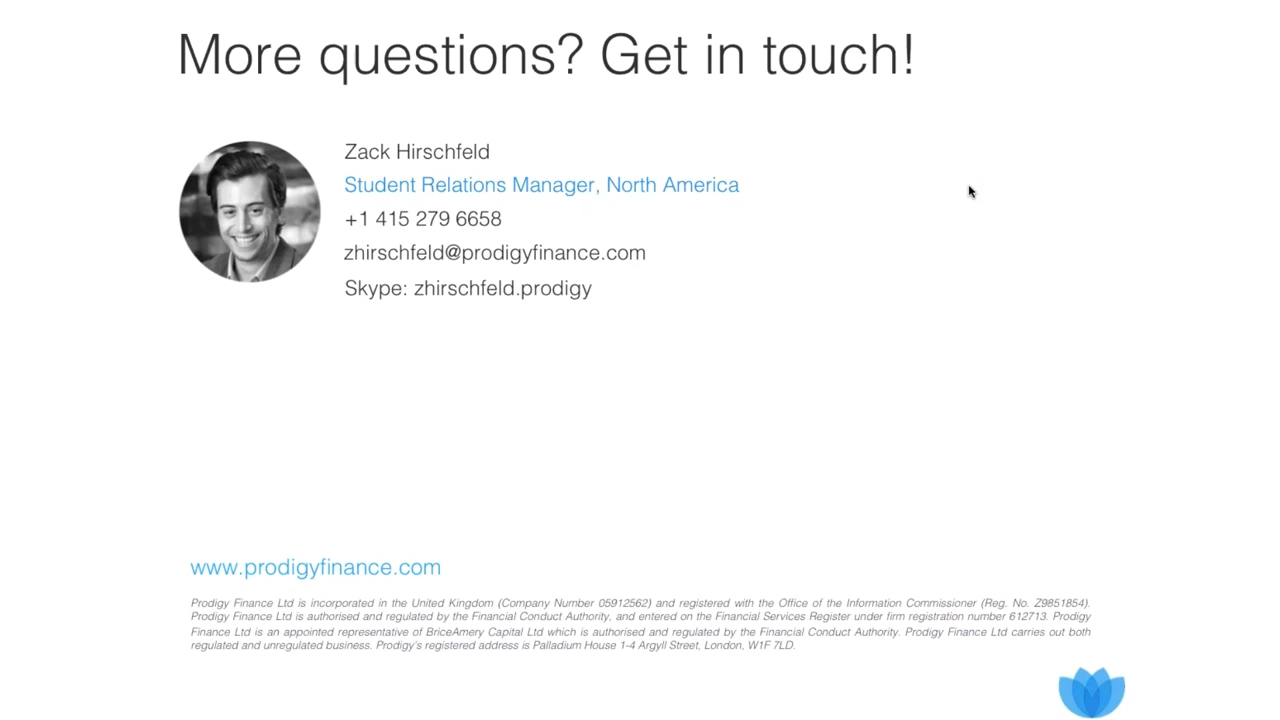 More questions? Get in touch!
Zack Hirschfeld
Student Relations Manager, North America
+1 415 279 6658
zhirschfeld@prodigyfinance.com
Skype: zhirschfeld.prodigy
www.prodigyfinance.com
Prodigy Finance Ltd is incorporated in the United Kingdom (Company Number 05912562) and registered with the Office of the Information Commissioner (Reg. No. Z9851854).
Prodigy Finance Ltd is authorised and regulated by the Financial Conduct Authority, and entered on the Financial Services Register under firm registration number 612713. Prodigy
Finance Ltd is an appointed representative of BriceAmery Capital Ltd which is authorised and regulated by the Financial Conduct Authority. Prodigy Finance Ltd carries out both
regulated and unregulated business. Prodigy's registered address is Palladium House 1-4 Argyll Street, London, W1F 7LD.